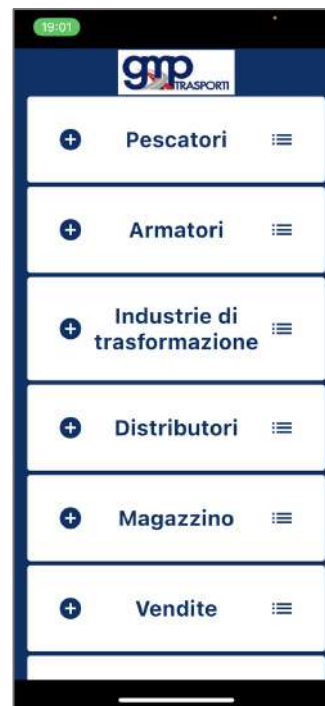 19:01
gmp
TRASPORTI
Pescatori
Armatori
Industrie di
trasformazione
Distributori
Magazzino
Vendite